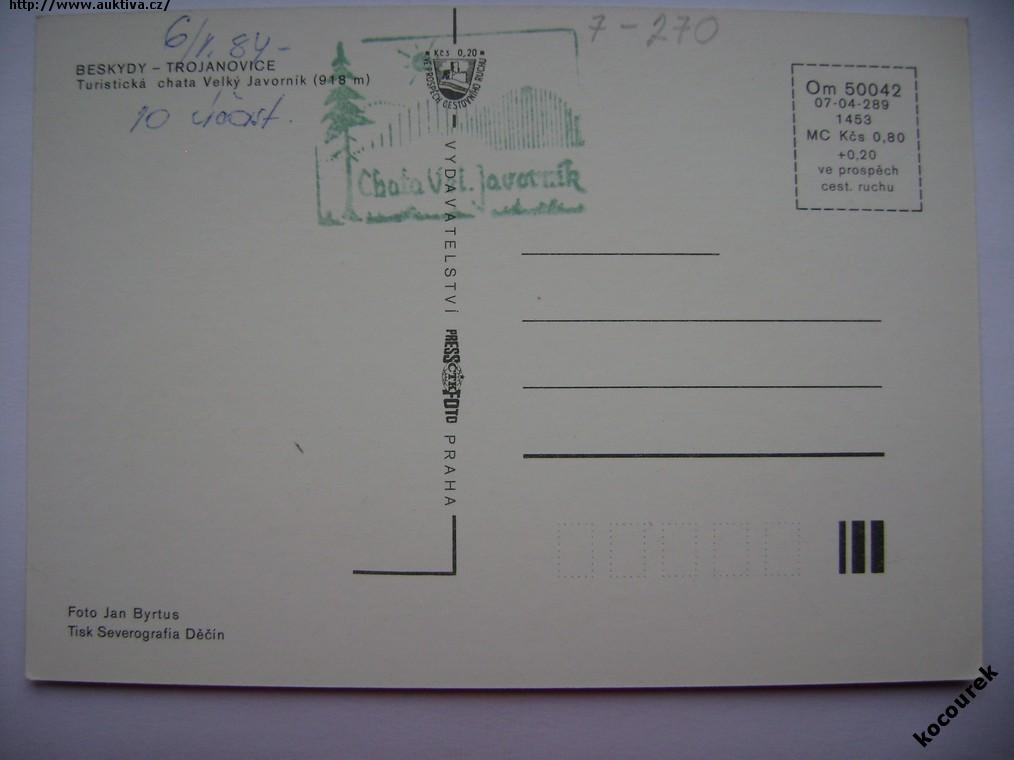 http://www.auktiva.cz/
6/V. 84 -
7-270
BESKYDY – TROJANOVICE
Turistická chata Velký Javorník (918 m)
10 účast.
Kčs 0,20
VE PROSPĚCH CESTOVNÍHO RUCHU
Chata Vel. Javorník
Om 50042
07-04-289
1453
MC Kčs 0,80
+0,20
ve prospěch
cest. ruchu
VYDAVATELSTVÍ PRESSFOTO ČTK PRAHA
Foto Jan Byrtus
Tisk Severografia Děčín
kocourek